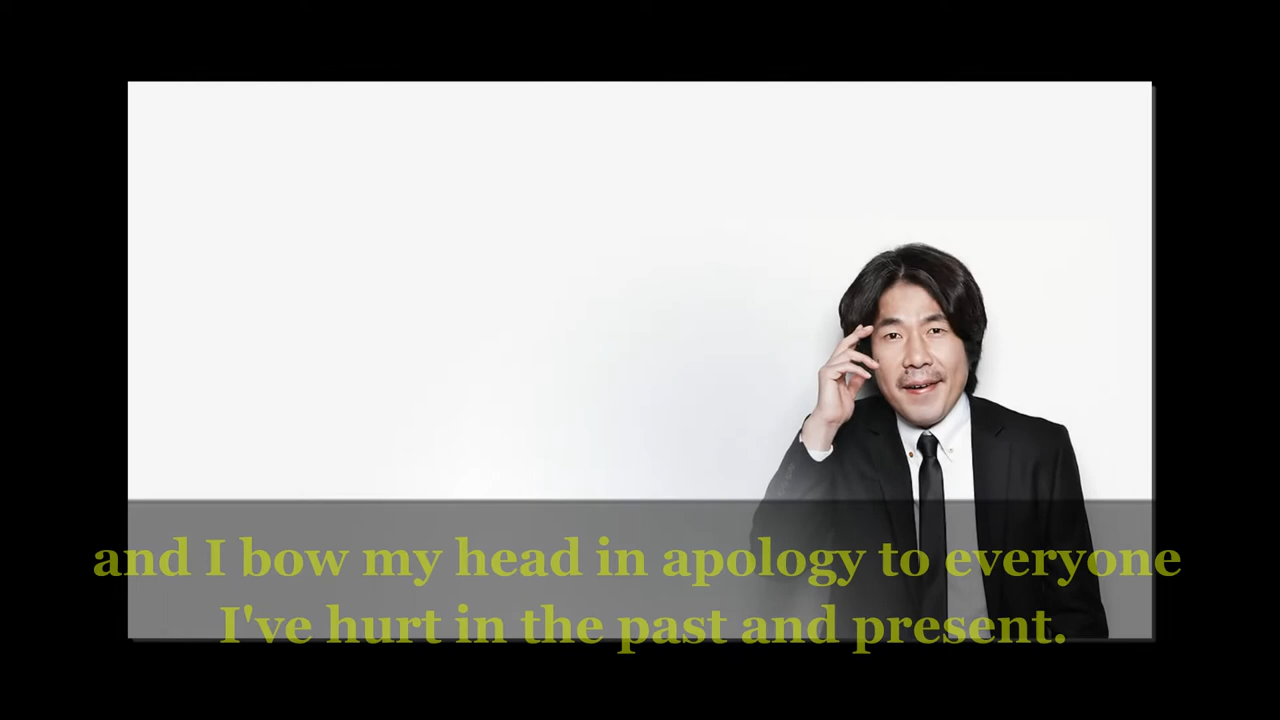 and I bow my head in apology to everyone
I've hurt in the past and present.